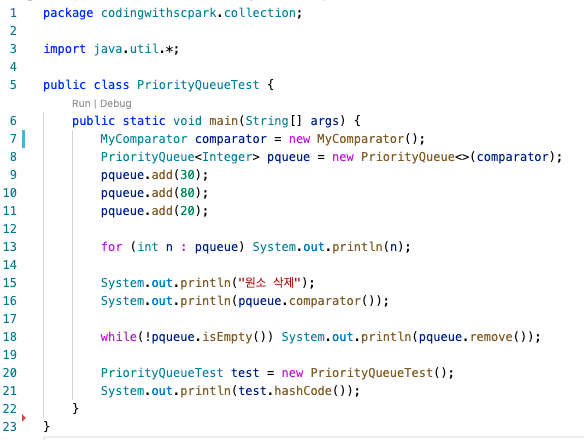 1 package codingwithscpark.collection;
2
3 import java.util.*;
4
5 public class PriorityQueueTest {
Run | Debug
6 public static void main(String[] args) {
7 MyComparator comparator = new MyComparator();
8 PriorityQueue<Integer> pqueue = new PriorityQueue<>(comparator);
9 pqueue.add(30);
10 pqueue.add(80);
11 pqueue.add(20);
12
13 for (int n : pqueue) System.out.println(n);
14
15 System.out.println("원소 삭제");
16 System.out.println(pqueue.comparator());
17
18 while(!pqueue.isEmpty()) System.out.println(pqueue.remove());
19
20 PriorityQueueTest test = new PriorityQueueTest();
21 System.out.println(test.hashCode());
22 }
23 }